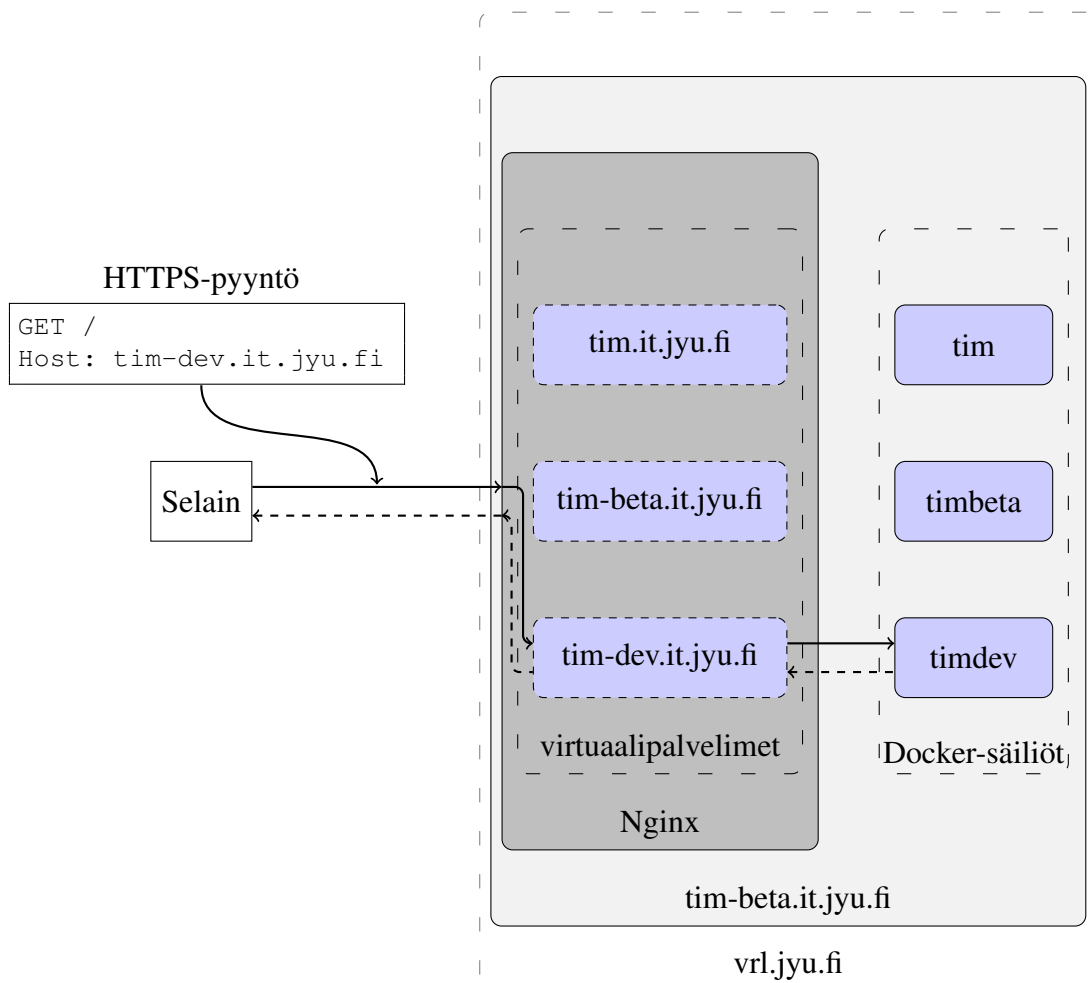 HTTPS-pyyntö
GET /
Host: tim-dev.it.jyu.fi
Selain
tim.it.jyu.fi
tim
tim-beta.it.jyu.fi
timbeta
tim-dev.it.jyu.fi
timdev
virtuaalipalvelimet
Docker-säiliöt
Nginx
tim-beta.it.jyu.fi
vrl.jyu.fi